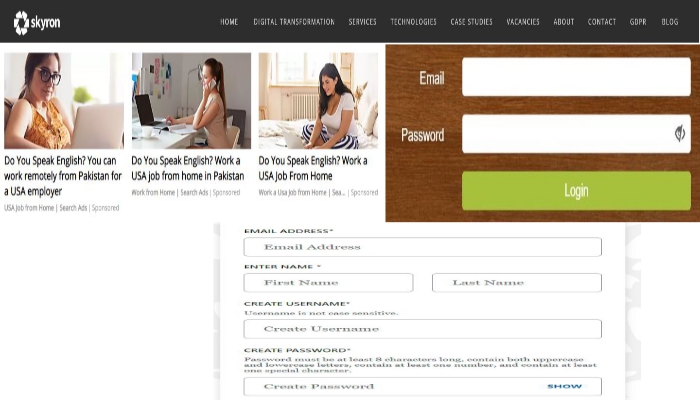 skyron
HOME DIGITAL TRANSFORMATION SERVICES TECHNOLOGIES CASE STUDIES VACANCIES ABOUT CONTACT GDPR BLOG
Do You Speak English? You can
work remotely from Pakistan for
a USA employer
USA Job from Home | Search Ads | Sponsored
Do You Speak English? Work a
USA job from home in Pakistan
Work from Home | Search Ads | Sponsored
Do You Speak English? Work a
USA Job From Home
Work a Usa Job from Home | Sea... | Sponsored
Email
Password
Login
EMAIL ADDRESS*
Email Address
ENTER NAME *
First Name Last Name
CREATE USERNAME*
Username is not case sensitive.
Create Username
CREATE PASSWORD*
Password must be at least 8 characters long, contain both uppercase
and lowercase letters, contain at least one number, and contain at least
one special character.
Create Password SHOW